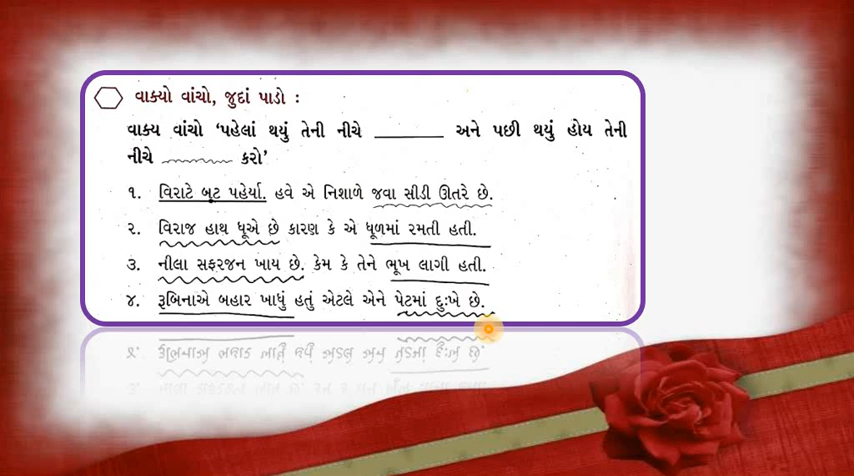 વાક્યો વાંચો, જુદાં પાડો :
વાક્ય વાંચો ‘પહેલાં થયું તેની નીચે ________ અને પછી થયું હોય તેની
નીચે ﹏﹏﹏﹏ કરો’
૧. વિરાટે બૂટ પહેર્યા. હવે એ નિશાળે જવા સીડી ઊતરે છે.
૨. વિરાજ હાથ ધૂએ છે કારણ કે એ ધૂળમાં રમતી હતી.
૩. નીલા સફરજન ખાય છે. કેમ કે તેને ભૂખ લાગી હતી.
૪. રૂબિનાએ બહાર ખાધું હતું એટલે એને પેટમાં દુઃખે છે.